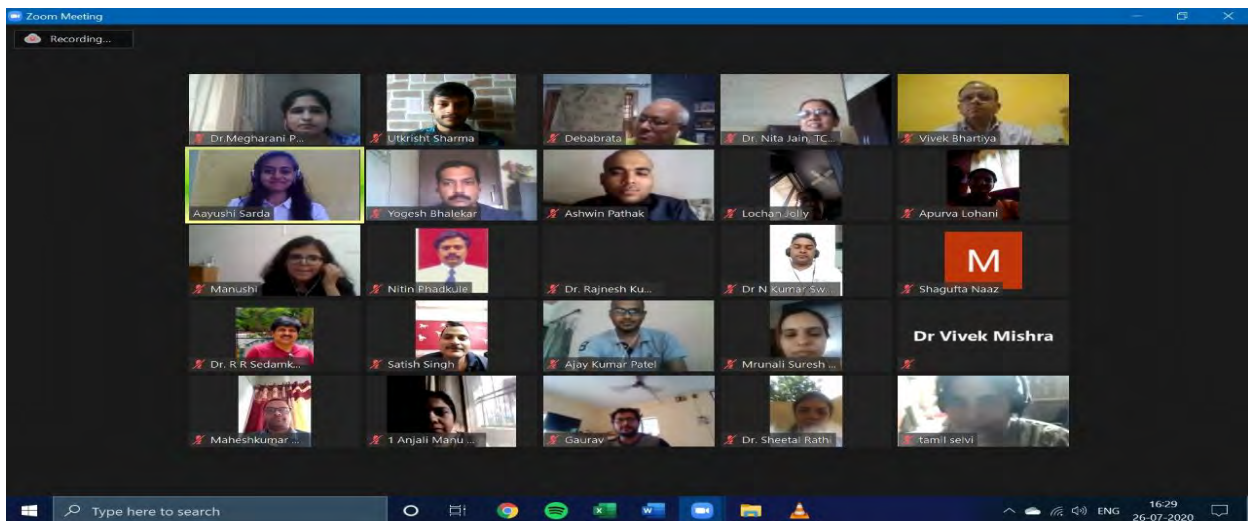 Zoom Meeting
Recording...
Dr.Megharani P...
Utkrisht Sharma
Debabrata
Dr. Nita Jain, TC...
Vivek Bhartiya
Aayushi Sarda
Yogesh Bhalekar
Ashwin Pathak
Lochan Jolly
Apurva Lohani
Manushi
Nitin Phadkule
Dr. Rajnesh Ku...
Dr N Kumar Sw...
M
Shagufta Naaz
Dr. R R Sedamk...
Satish Singh
Ajay Kumar Patel
Mrunali Suresh ...
Dr Vivek Mishra
Maheshkumar ...
1 Anjali Manu ...
Gaurav
Dr. Sheetal Rathi
tamil selvi
Type here to search
ENG
16:29
26-07-2020